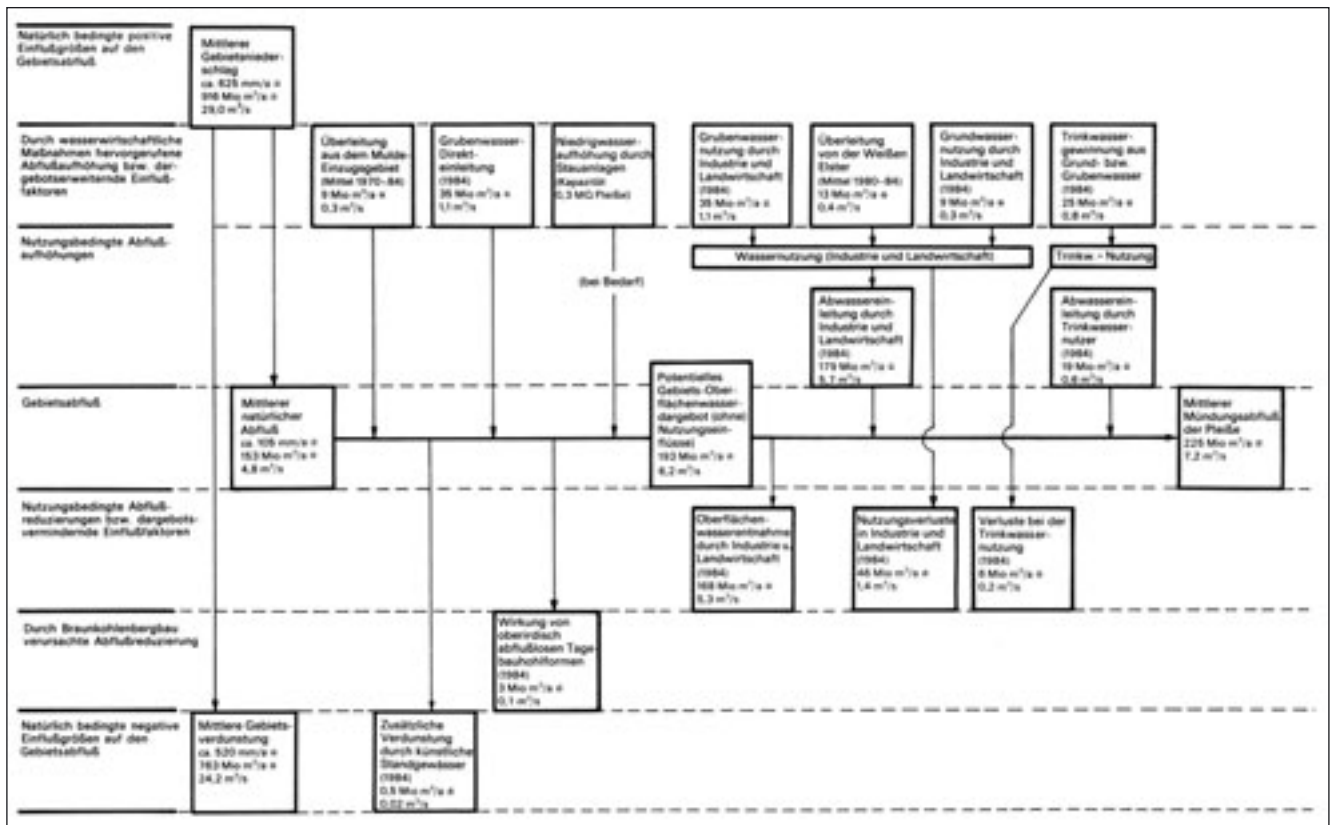 Natürlich bedingte positive
Einflußgrößen auf den
Gebietsabfluß
Mittlerer
Gebietsnieder-
schlag
ca. 625 mm/a ≙
916 Mio m³/a ≙
29,0 m³/s
Durch wasserwirtschaftliche
Maßnahmen hervorgerufene
Abflußaufhöhung bzw. dar-
gebotserweiternde Einfluß-
faktoren
Überleitung
aus dem Mulde-
Einzugsgebiet
(Mittel 1970-84)
9 Mio m³/a ≙
0,3 m³/s
Grubenwasser-
Direkt-
einleitung
(1984)
35 Mio m³/a ≙
1,1 m³/s
Niedrigwasser-
aufhöhung durch
Stauanlagen
(Kapazität
0,3 MQ Pleiße)
Grubenwasser-
nutzung durch
Industrie und
Landwirtschaft
(1984)
35 Mio m³/a ≙
1,1 m³/s
Überleitung
von der Weißen
Elster
(Mittel 1980-84)
13 Mio m³/a ≙
0,4 m³/s
Grundwasser-
nutzung durch
Industrie und
Landwirtschaft
(1984)
9 Mio m³/a ≙
0,3 m³/s
Trinkwasser-
gewinnung aus
Grund- bzw.
Grubenwasser
(1984)
25 Mio m³/a ≙
0,8 m³/s
Nutzungsbedingte Abfluß-
aufhöhungen
Wassernutzung (Industrie und Landwirtschaft)
Trinkw.-Nutzung
(bei Bedarf)
Abwasserein-
leitung durch
Industrie und
Landwirtschaft
(1984)
179 Mio m³/a ≙
5,7 m³/s
Abwasserein-
leitung durch
Trinkwasser-
nutzer
(1984)
19 Mio m³/a ≙
0,6 m³/s
Gebietsabfluß
Mittlerer
natürlicher
Abfluß
ca. 105 mm/a ≙
153 Mio m³/a ≙
4,8 m³/s
Potentielles
Gebiets-Ober-
flächenwasser-
dargebot (ohne
Nutzungsein-
flüsse)
193 Mio m³/a ≙
6,2 m³/s
Mittlerer
Mündungsabfluß
der Pleiße
225 Mio m³/a ≙
7,2 m³/s
Nutzungsbedingte Abfluß-
reduzierungen bzw. dargebots-
vermindernde Einflußfaktoren
Oberflächen-
wasserentnahme
durch Industrie u.
Landwirtschaft
(1984)
168 Mio m³/a ≙
5,3 m³/s
Nutzungsverluste
in Industrie und
Landwirtschaft
(1984)
46 Mio m³/a ≙
1,4 m³/s
Verluste bei der
Trinkwasser-
nutzung
(1984)
6 Mio m³/a ≙
0,2 m³/s
Durch Braunkohlenbergbau
verursachte Abflußreduzierung
Wirkung von
oberirdisch
abflußlosen Tage-
bauhohlformen
(1984)
3 Mio m³/a ≙
0,1 m³/s
Natürlich bedingte negative
Einflußgrößen auf den
Gebietsabfluß
Mittlere Gebiets-
verdunstung
ca. 520 mm/a ≙
763 Mio m³/a ≙
24,2 m³/s
Zusätzliche
Verdunstung
durch künstliche
Standgewässer
(1984)
0,5 Mio m³/a ≙
0,02 m³/s